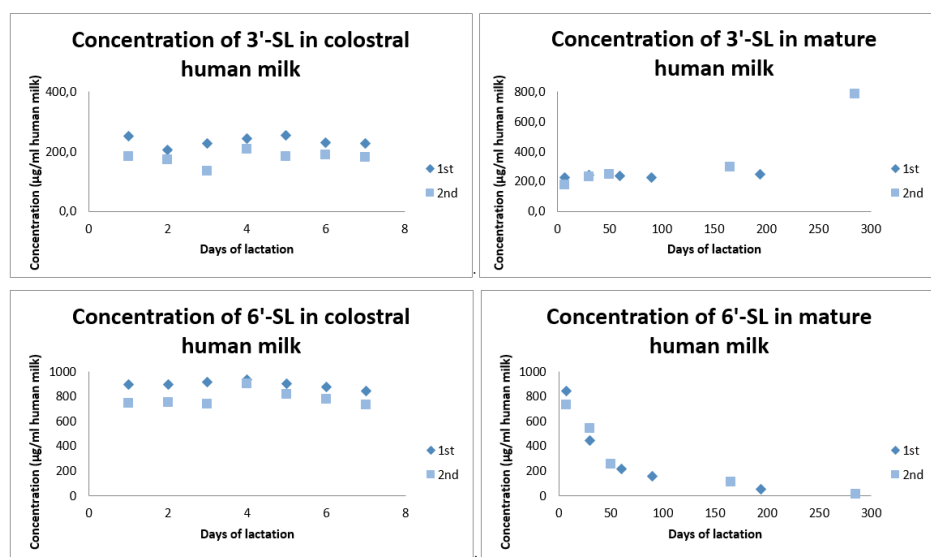 Concentration of 3'-SL in colostral
human milk
Concentration (µg/ml human milk)
400,0
200,0
0,0
0 2 4 6 8
Days of lactation
1st
2nd
Concentration of 3'-SL in mature
human milk
Concentration (µg/ml human milk)
800,0
600,0
400,0
200,0
0,0
0 50 100 150 200 250 300
Days of lactation
1st
2nd
Concentration of 6'-SL in colostral
human milk
Concentration (µg/ml human milk)
1000
800
600
400
200
0
0 2 4 6 8
Days of lactation
1st
2nd
Concentration of 6'-SL in mature
human milk
Concentration (µg/ml human milk)
1000
800
600
400
200
0
0 50 100 150 200 250 300
Days of lactation
1st
2nd